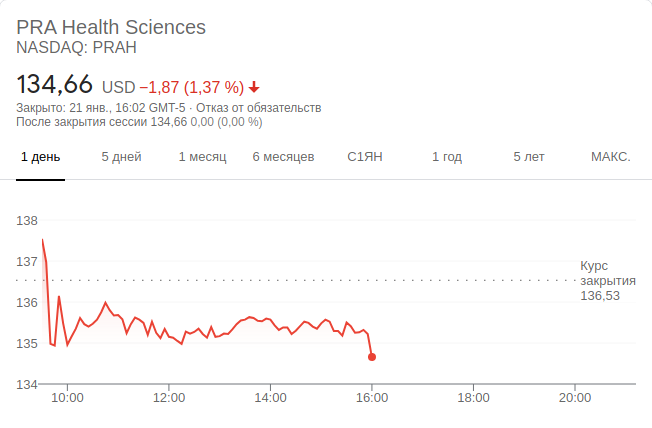 PRA Health Sciences
NASDAQ: PRAH
134,66 USD −1,87 (1,37 %)
Закрыто: 21 янв., 16:02 GMT-5 · Отказ от обязательств
После закрытия сессии 134,66 0,00 (0,00 %)
1 день 5 дней 1 месяц 6 месяцев С1ЯН 1 год 5 лет МАКС.
138
137
136
135
134
Курс
закрытия
136,53
10:00 12:00 14:00 16:00 18:00 20:00